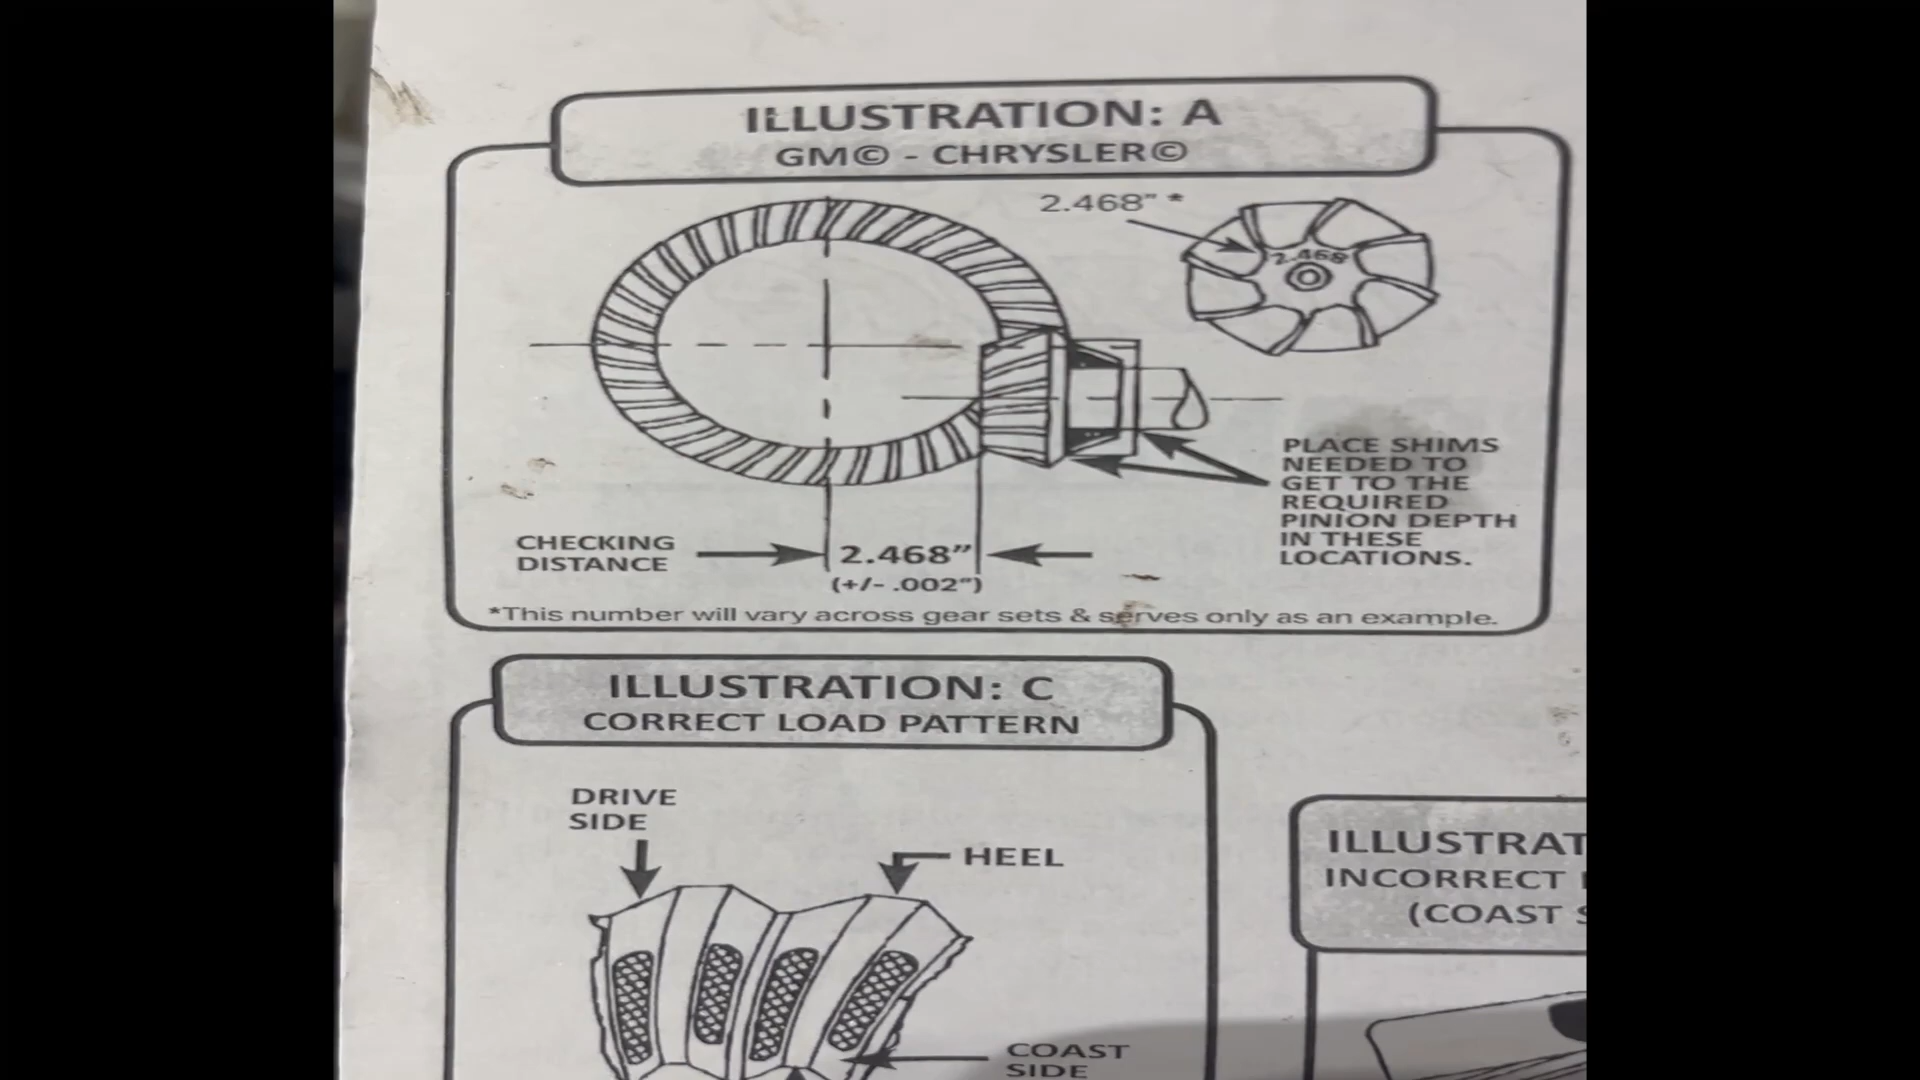 ILLUSTRATION: A
GM© - CHRYSLER©
2.468" *
2.468
PLACE SHIMS
NEEDED TO
GET TO THE
REQUIRED
PINION DEPTH
IN THESE
LOCATIONS.
CHECKING
DISTANCE
2.468"
(+/- .002")
*This number will vary across gear sets & serves only as an example.
ILLUSTRATION: C
CORRECT LOAD PATTERN
DRIVE
SIDE
HEEL
COAST
SIDE
ILLUSTRAT
INCORRECT
(COAST